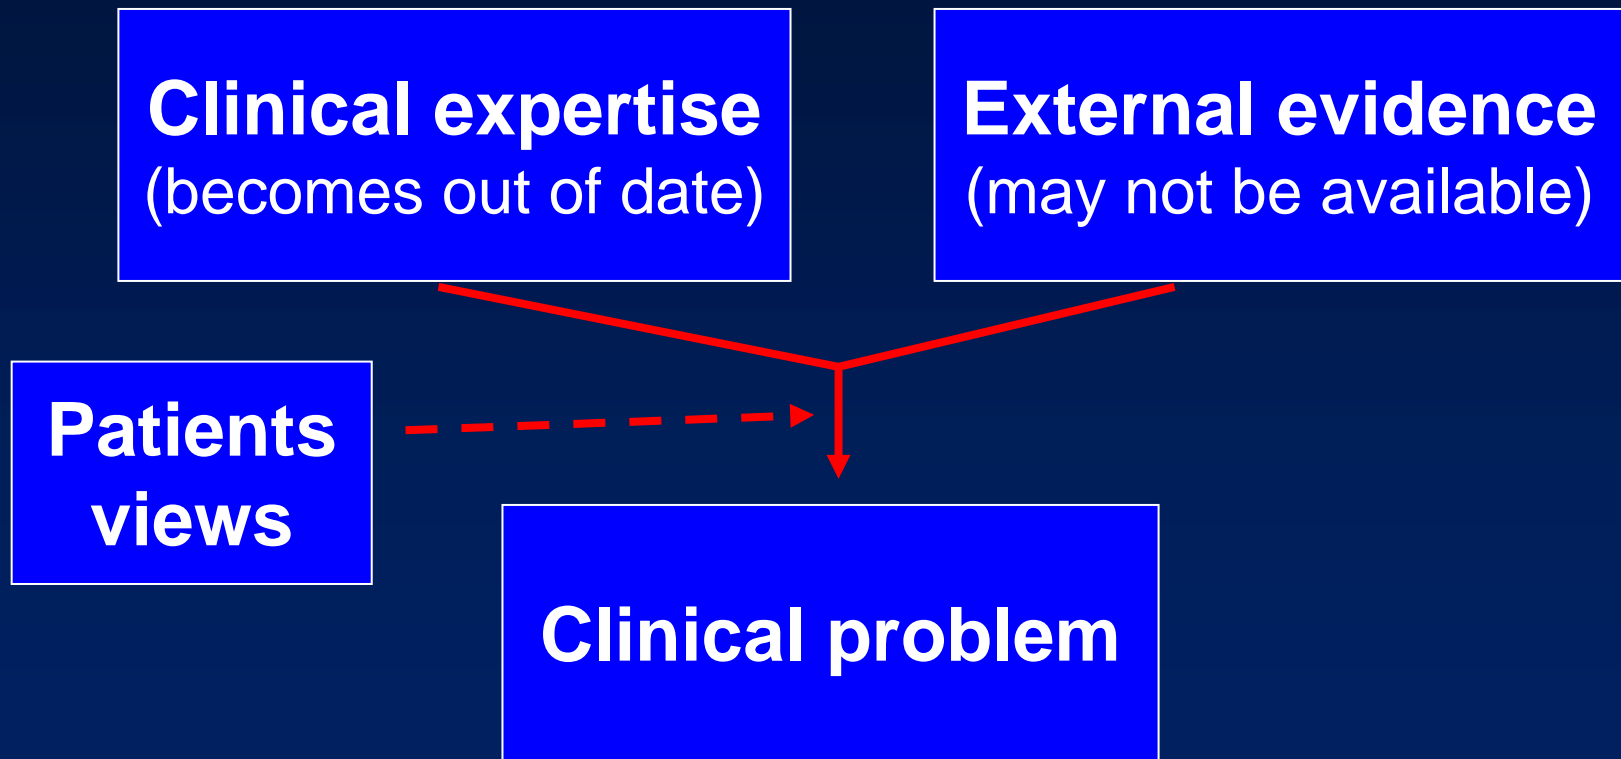 Clinical expertise
(becomes out of date)
External evidence
(may not be available)
Patients
views
Clinical problem